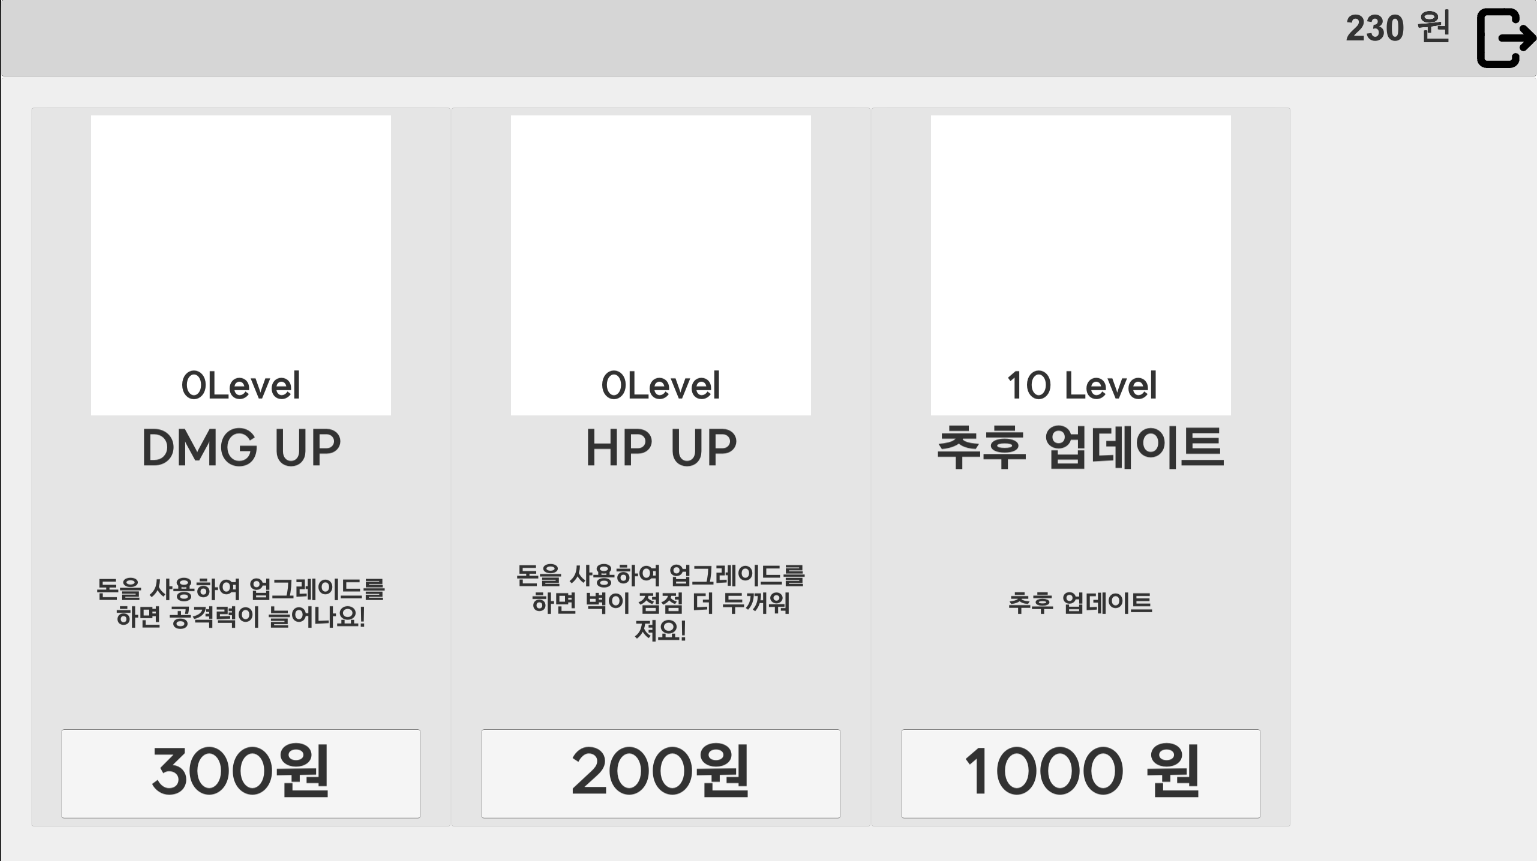 230 원
0Level
DMG UP
돈을 사용하여 업그레이드를
하면 공격력이 늘어나요!
300원
0Level
HP UP
돈을 사용하여 업그레이드를
하면 벽이 점점 더 두꺼워
져요!
200원
10 Level
추후 업데이트
추후 업데이트
1000 원